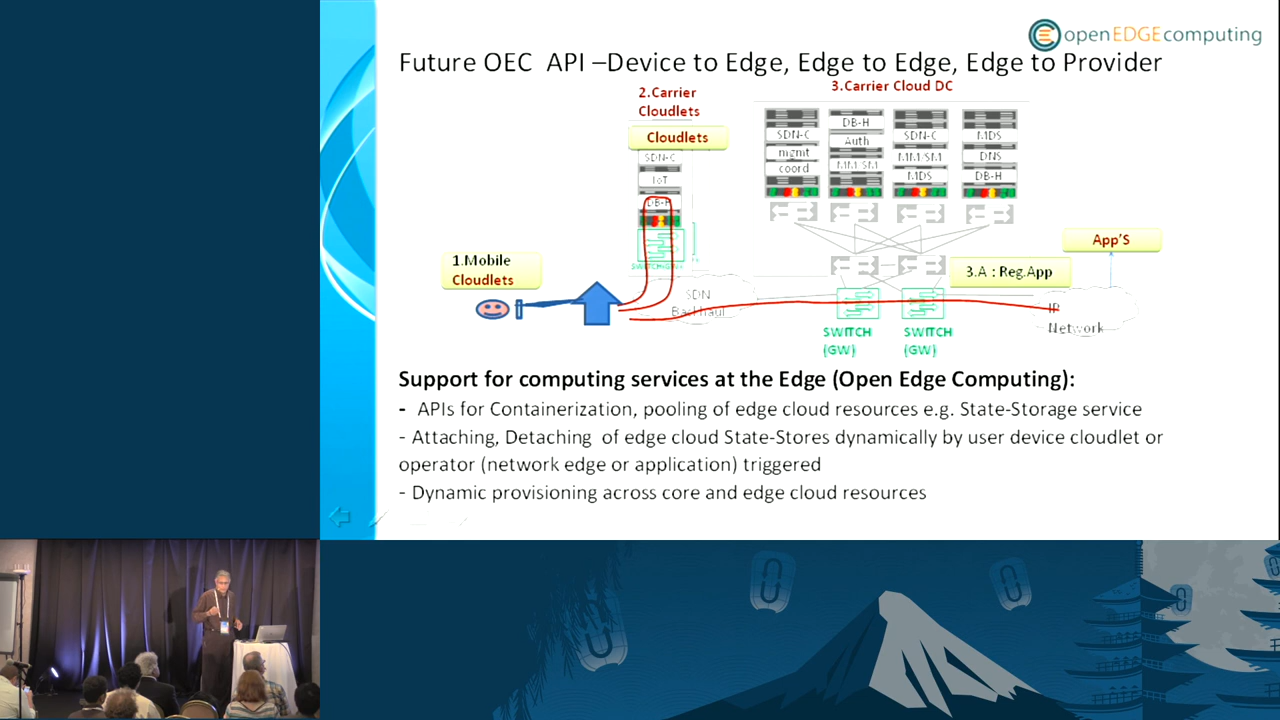 openEDGEcomputing
Future OEC API –Device to Edge, Edge to Edge, Edge to Provider
2.Carrier
Cloudlets
3.Carrier Cloud DC
Cloudlets
SDN-C
IoT
DB-H
SDN-C
mgmt
coord
DB-H
Auth
MM-SM
SDN-C
MM-SM
MDS
MDS
DNS
DB-H
App'S
1.Mobile
Cloudlets
3.A : Reg.App
SDN
Backhaul
IP
Network
SWITCH
(GW)
SWITCH
(GW)
Support for computing services at the Edge (Open Edge Computing):
- APIs for Containerization, pooling of edge cloud resources e.g. State-Storage service
- Attaching, Detaching of edge cloud State-Stores dynamically by user device cloudlet or
operator (network edge or application) triggered
- Dynamic provisioning across core and edge cloud resources